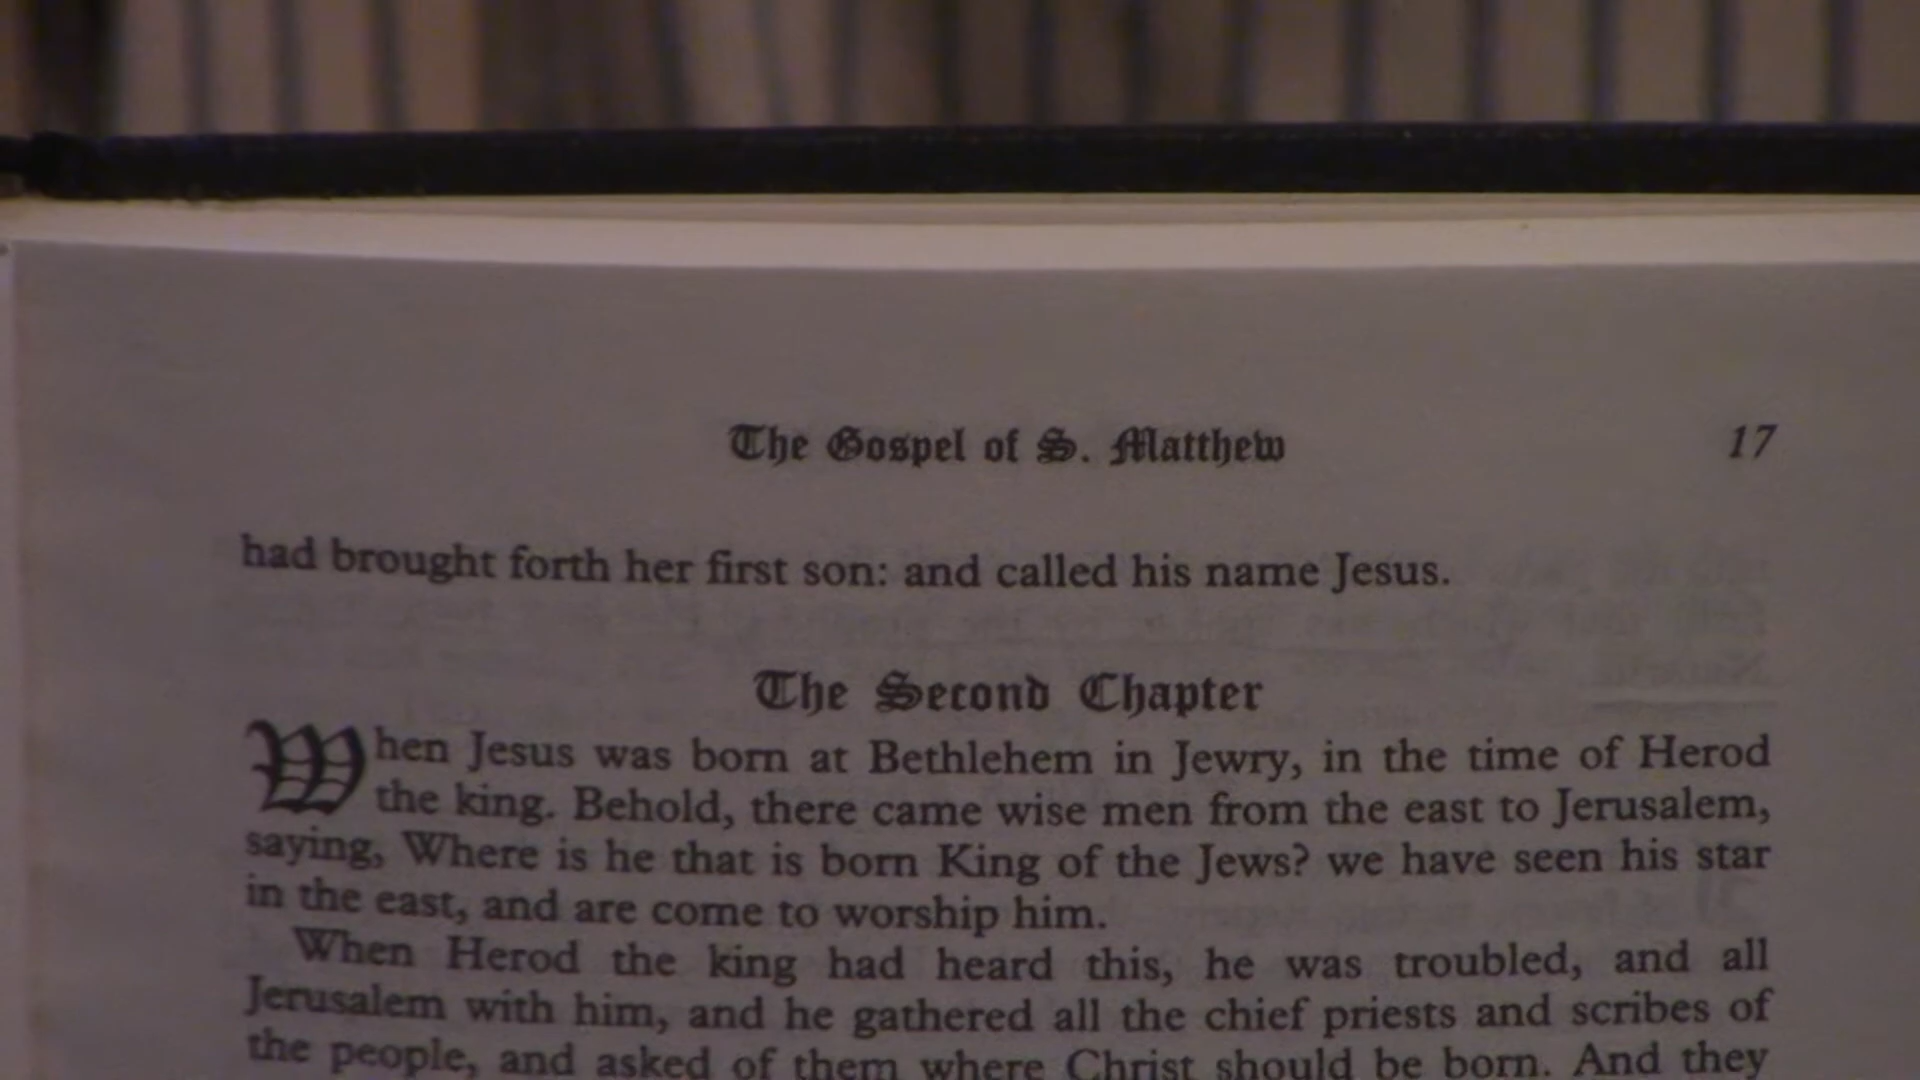 The Gospel of S. Matthew 17
had brought forth her first son: and called his name Jesus.
The Second Chapter
When Jesus was born at Bethlehem in Jewry, in the time of Herod
the king. Behold, there came wise men from the east to Jerusalem,
saying, Where is he that is born King of the Jews? we have seen his star
in the east, and are come to worship him.
When Herod the king had heard this, he was troubled, and all
Jerusalem with him, and he gathered all the chief priests and scribes of
the people, and asked of them where Christ should be born. And they